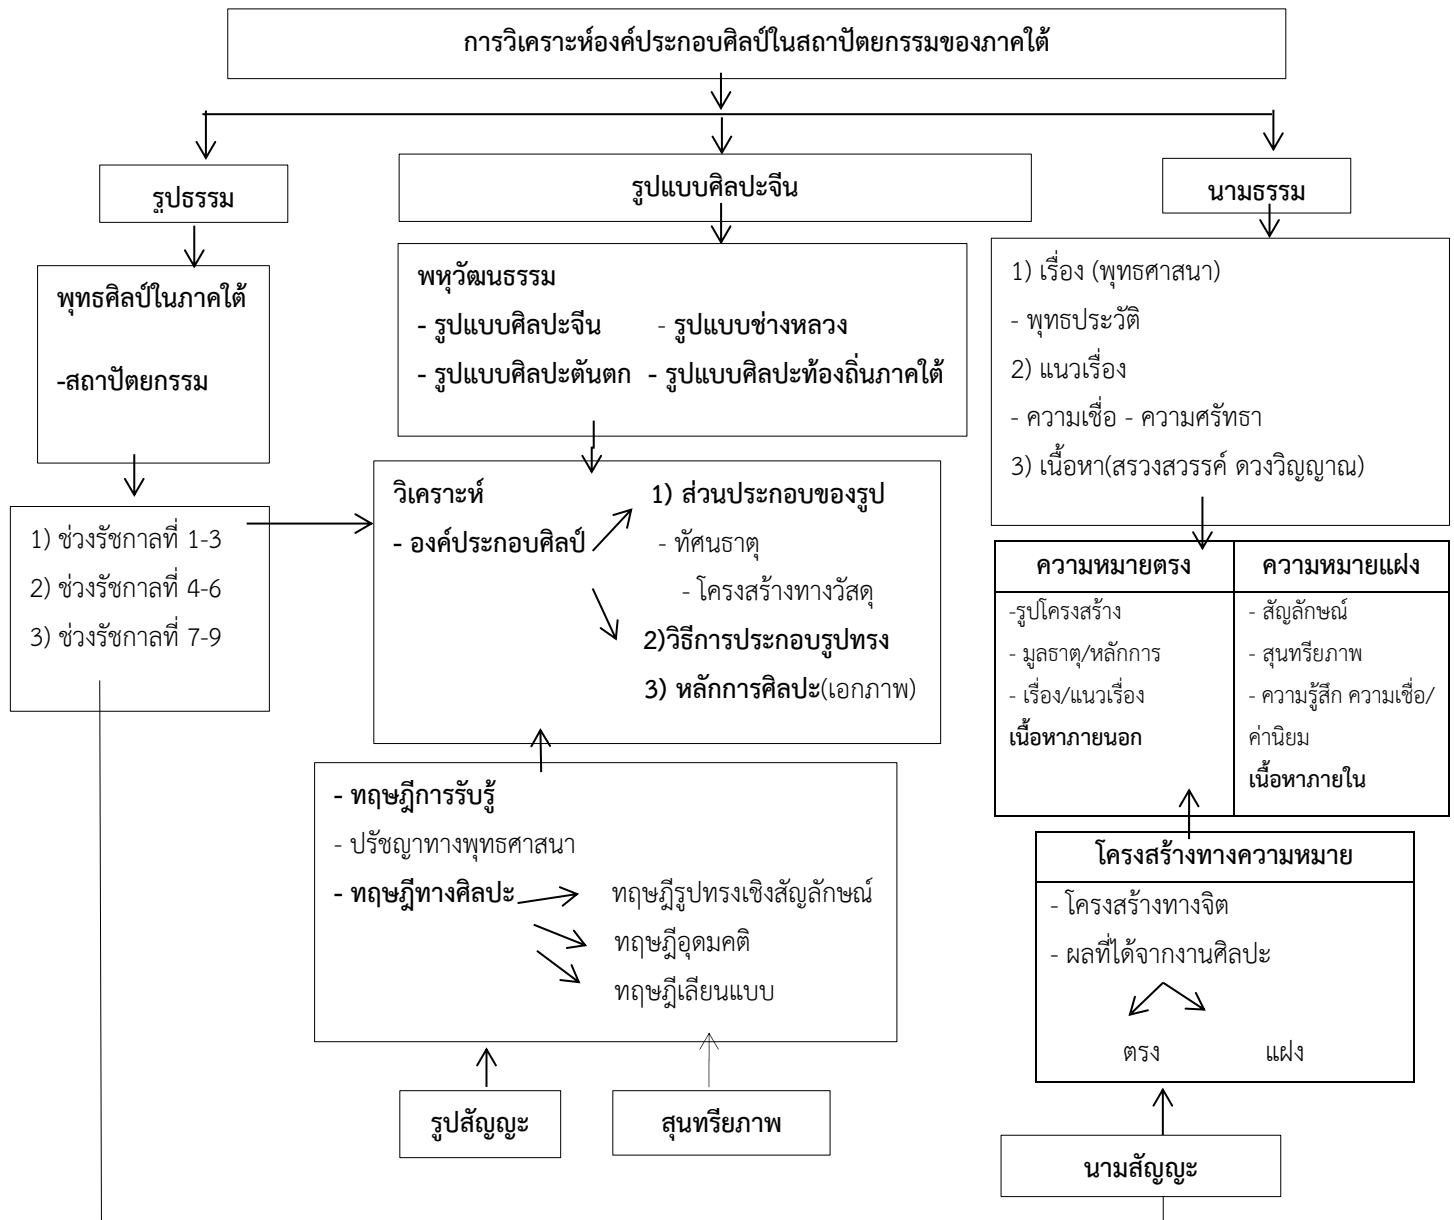 การวิเคราะห์องค์ประกอบศิลป์ในสถาปัตยกรรมของภาคใต้
รูปธรรม
รูปแบบศิลปะจีน
นามธรรม
พุทธศิลป์ในภาคใต้
-สถาปัตยกรรม
พหุวัฒนธรรม
- รูปแบบศิลปะจีน - รูปแบบช่างหลวง
- รูปแบบศิลปะตันตก - รูปแบบศิลปะท้องถิ่นภาคใต้
1) เรื่อง (พุทธศาสนา)
- พุทธประวัติ
2) แนวเรื่อง
- ความเชื่อ - ความศรัทธา
3) เนื้อหา(สรวงสวรรค์ ดวงวิญญาณ)
1) ช่วงรัชกาลที่ 1-3
2) ช่วงรัชกาลที่ 4-6
3) ช่วงรัชกาลที่ 7-9
วิเคราะห์
- องค์ประกอบศิลป์
1) ส่วนประกอบของรูป
- ทัศนธาตุ
- โครงสร้างทางวัสดุ
2)วิธีการประกอบรูปทรง
3) หลักการศิลปะ(เอกภาพ)
ความหมายตรง
-รูปโครงสร้าง
- มูลธาตุ/หลักการ
- เรื่อง/แนวเรื่อง
เนื้อหาภายนอก
ความหมายแฝง
- สัญลักษณ์
- สุนทรียภาพ
- ความรู้สึก ความเชื่อ/
ค่านิยม
เนื้อหาภายใน
- ทฤษฎีการรับรู้
- ปรัชญาทางพุทธศาสนา
- ทฤษฎีทางศิลปะ
ทฤษฎีรูปทรงเชิงสัญลักษณ์
ทฤษฎีอุดมคติ
ทฤษฎีเลียนแบบ
โครงสร้างทางความหมาย
- โครงสร้างทางจิต
- ผลที่ได้จากงานศิลปะ
ตรง แฝง
รูปสัญญะ
สุนทรียภาพ
นามสัญญะ